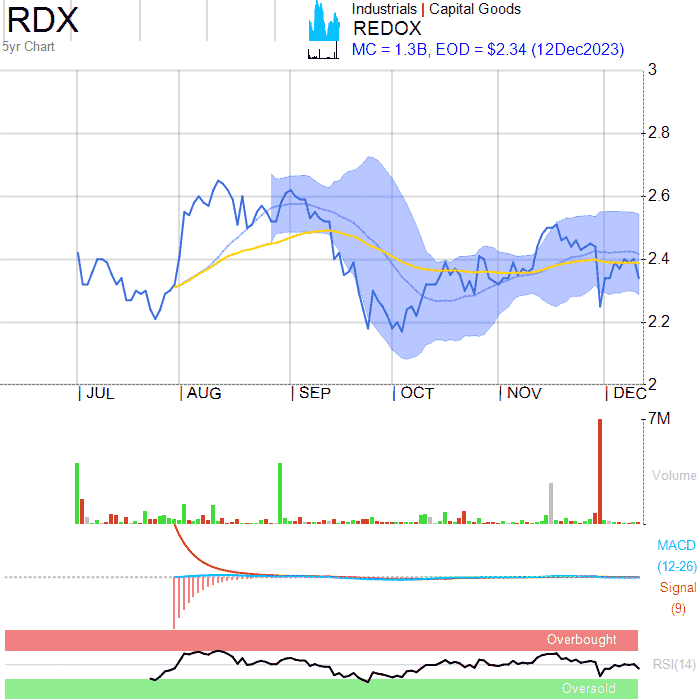 RDX
5yr Chart
Industrials | Capital Goods
REDOX
MC = 1.3B, EOD = $2.34 (12Dec2023)
3
2.8
2.6
2.4
2.2
2
| JUL | AUG | SEP | OCT | NOV | DEC
7M
Volume
MACD
(12-26)
Signal
(9)
Overbought
RSI(14)
Oversold